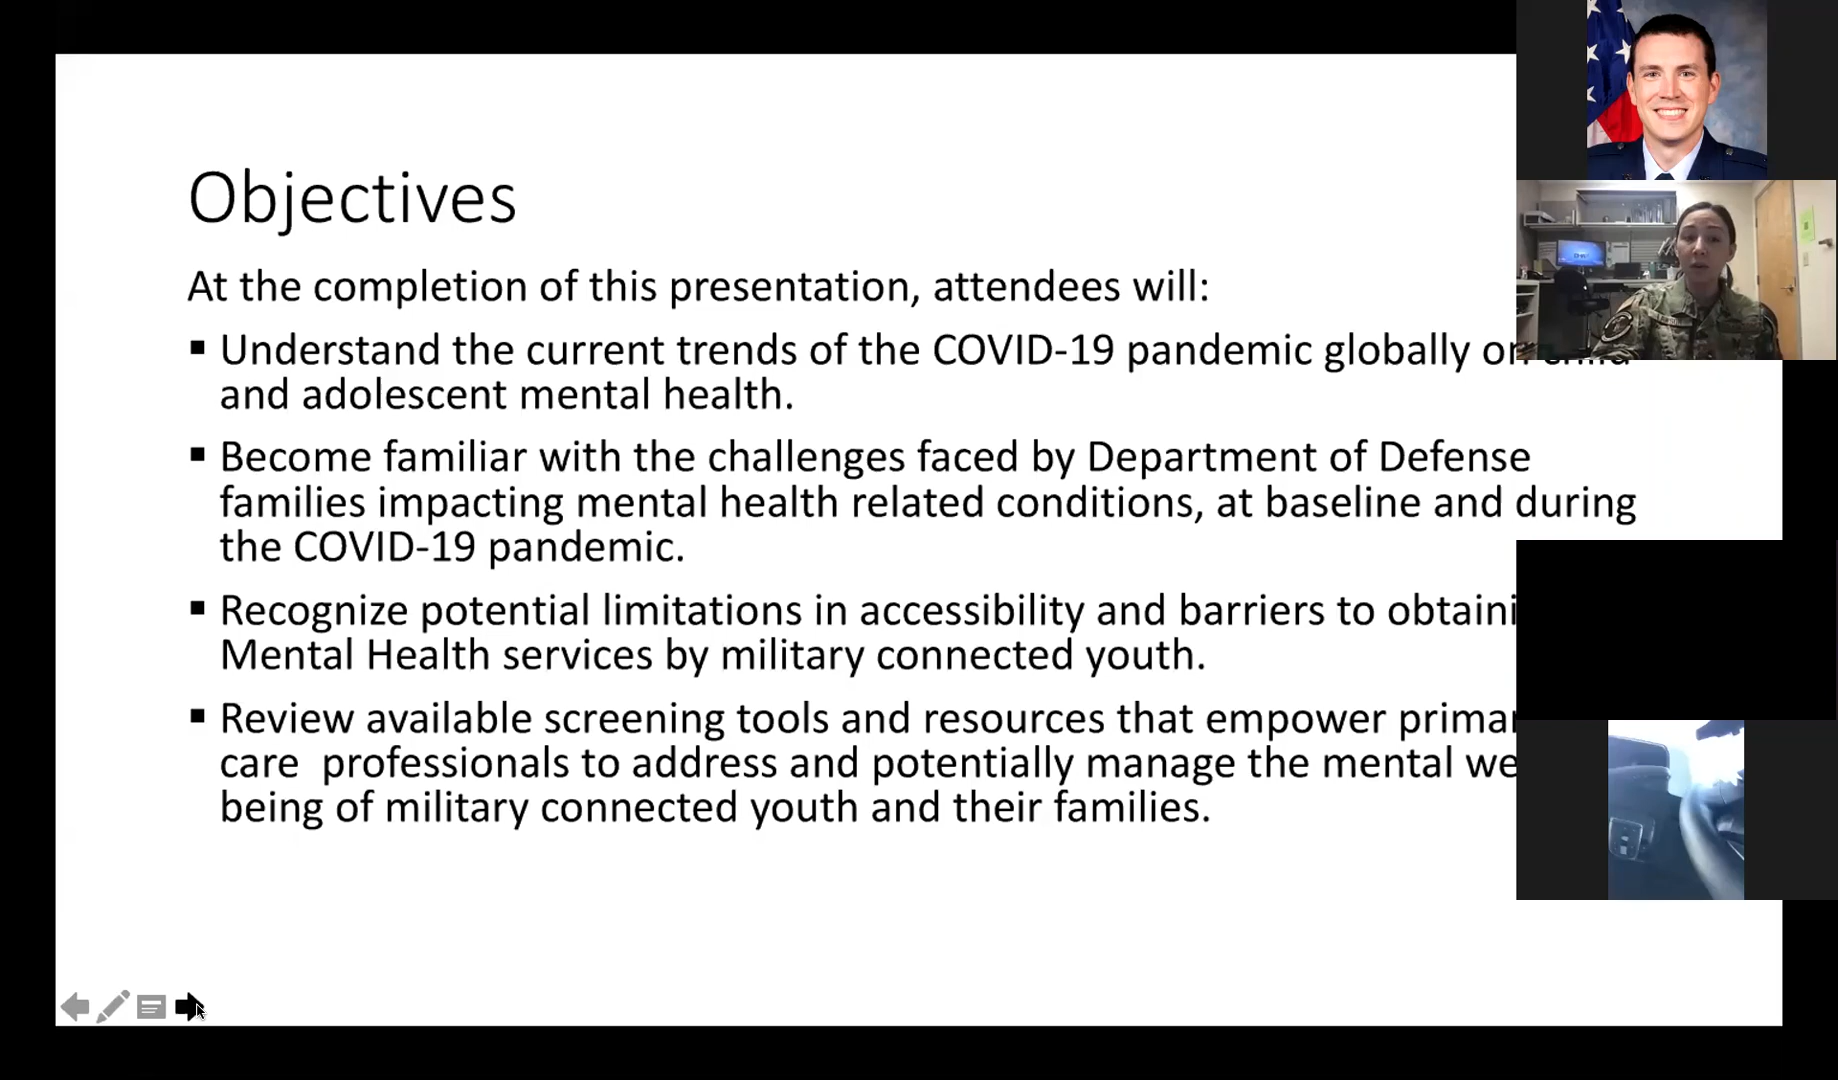 Objectives
At the completion of this presentation, attendees will:
▪ Understand the current trends of the COVID-19 pandemic globally on child
and adolescent mental health.
▪ Become familiar with the challenges faced by Department of Defense
families impacting mental health related conditions, at baseline and during
the COVID-19 pandemic.
▪ Recognize potential limitations in accessibility and barriers to obtaini
Mental Health services by military connected youth.
▪ Review available screening tools and resources that empower primar
care professionals to address and potentially manage the mental we
being of military connected youth and their families.